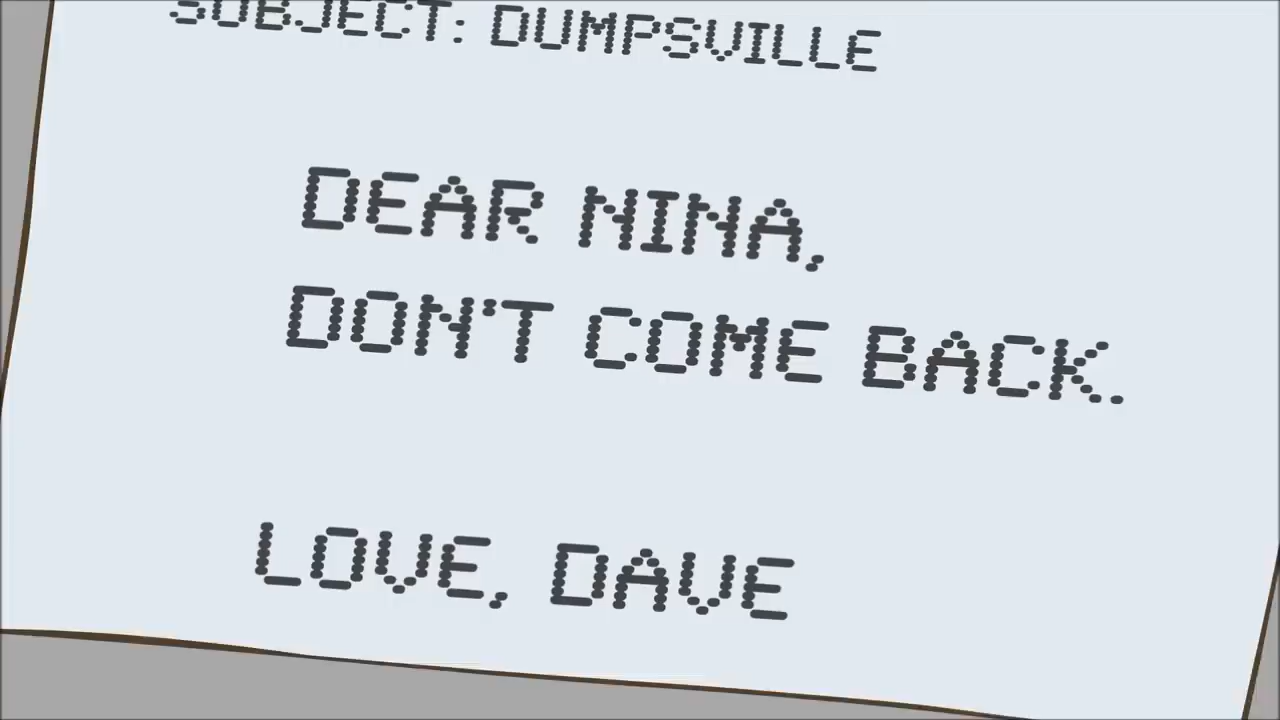 SUBJECT: DUMPSVILLE
DEAR NINA,
DON'T COME BACK.
LOVE, DAVE